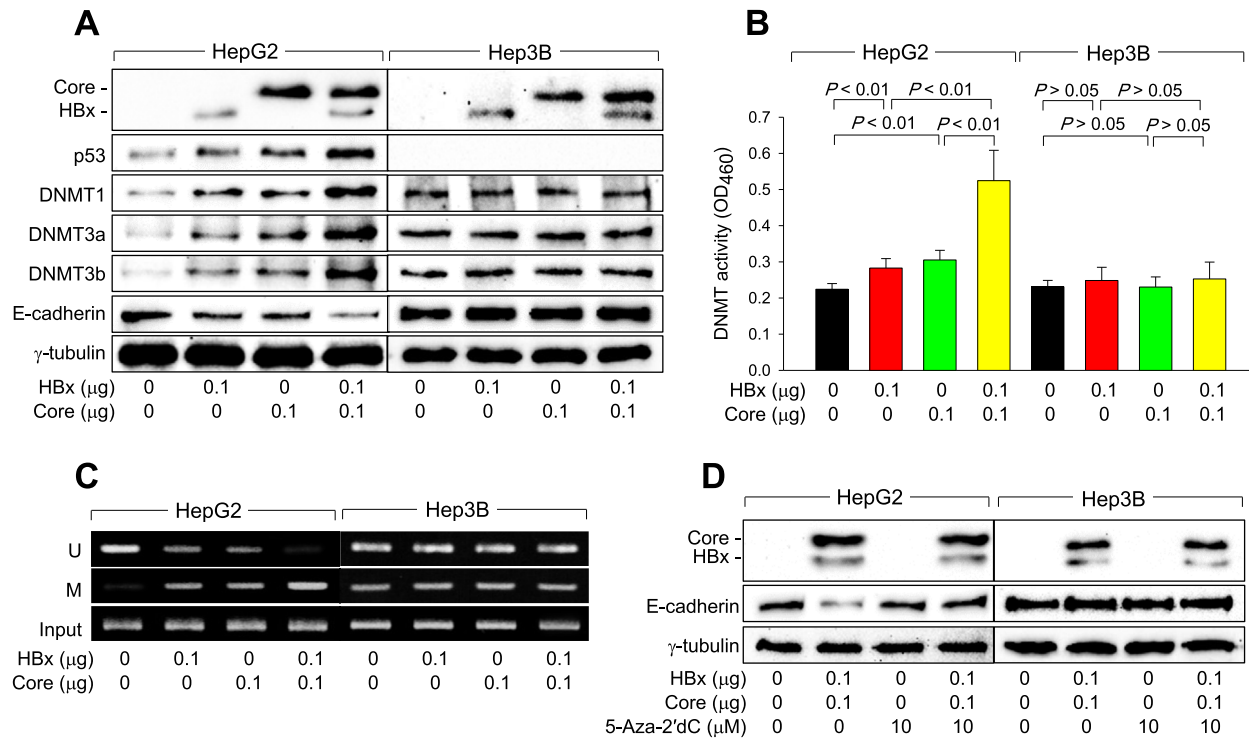 A
HepG2 Hep3B
Core -
HBx -
p53
DNMT1
DNMT3a
DNMT3b
E-cadherin
γ-tubulin
HBx (μg) 0 0.1 0 0.1 0 0.1 0 0.1
Core (μg) 0 0 0.1 0.1 0 0 0.1 0.1
B
HepG2 Hep3B
P < 0.01 P < 0.01 P > 0.05 P > 0.05
P < 0.01 P < 0.01 P > 0.05 P > 0.05
DNMT activity (OD460)
0.7
0.6
0.5
0.4
0.3
0.2
0.1
0.0
HBx (μg) 0 0.1 0 0.1 0 0.1 0 0.1
Core (μg) 0 0 0.1 0.1 0 0 0.1 0.1
C
HepG2 Hep3B
U
M
Input
HBx (μg) 0 0.1 0 0.1 0 0.1 0 0.1
Core (μg) 0 0 0.1 0.1 0 0 0.1 0.1
D
HepG2 Hep3B
Core -
HBx -
E-cadherin
γ-tubulin
HBx (μg) 0 0.1 0 0.1 0 0.1 0 0.1
Core (μg) 0 0.1 0 0.1 0 0.1 0 0.1
5-Aza-2′dC (μM) 0 0 10 10 0 0 10 10